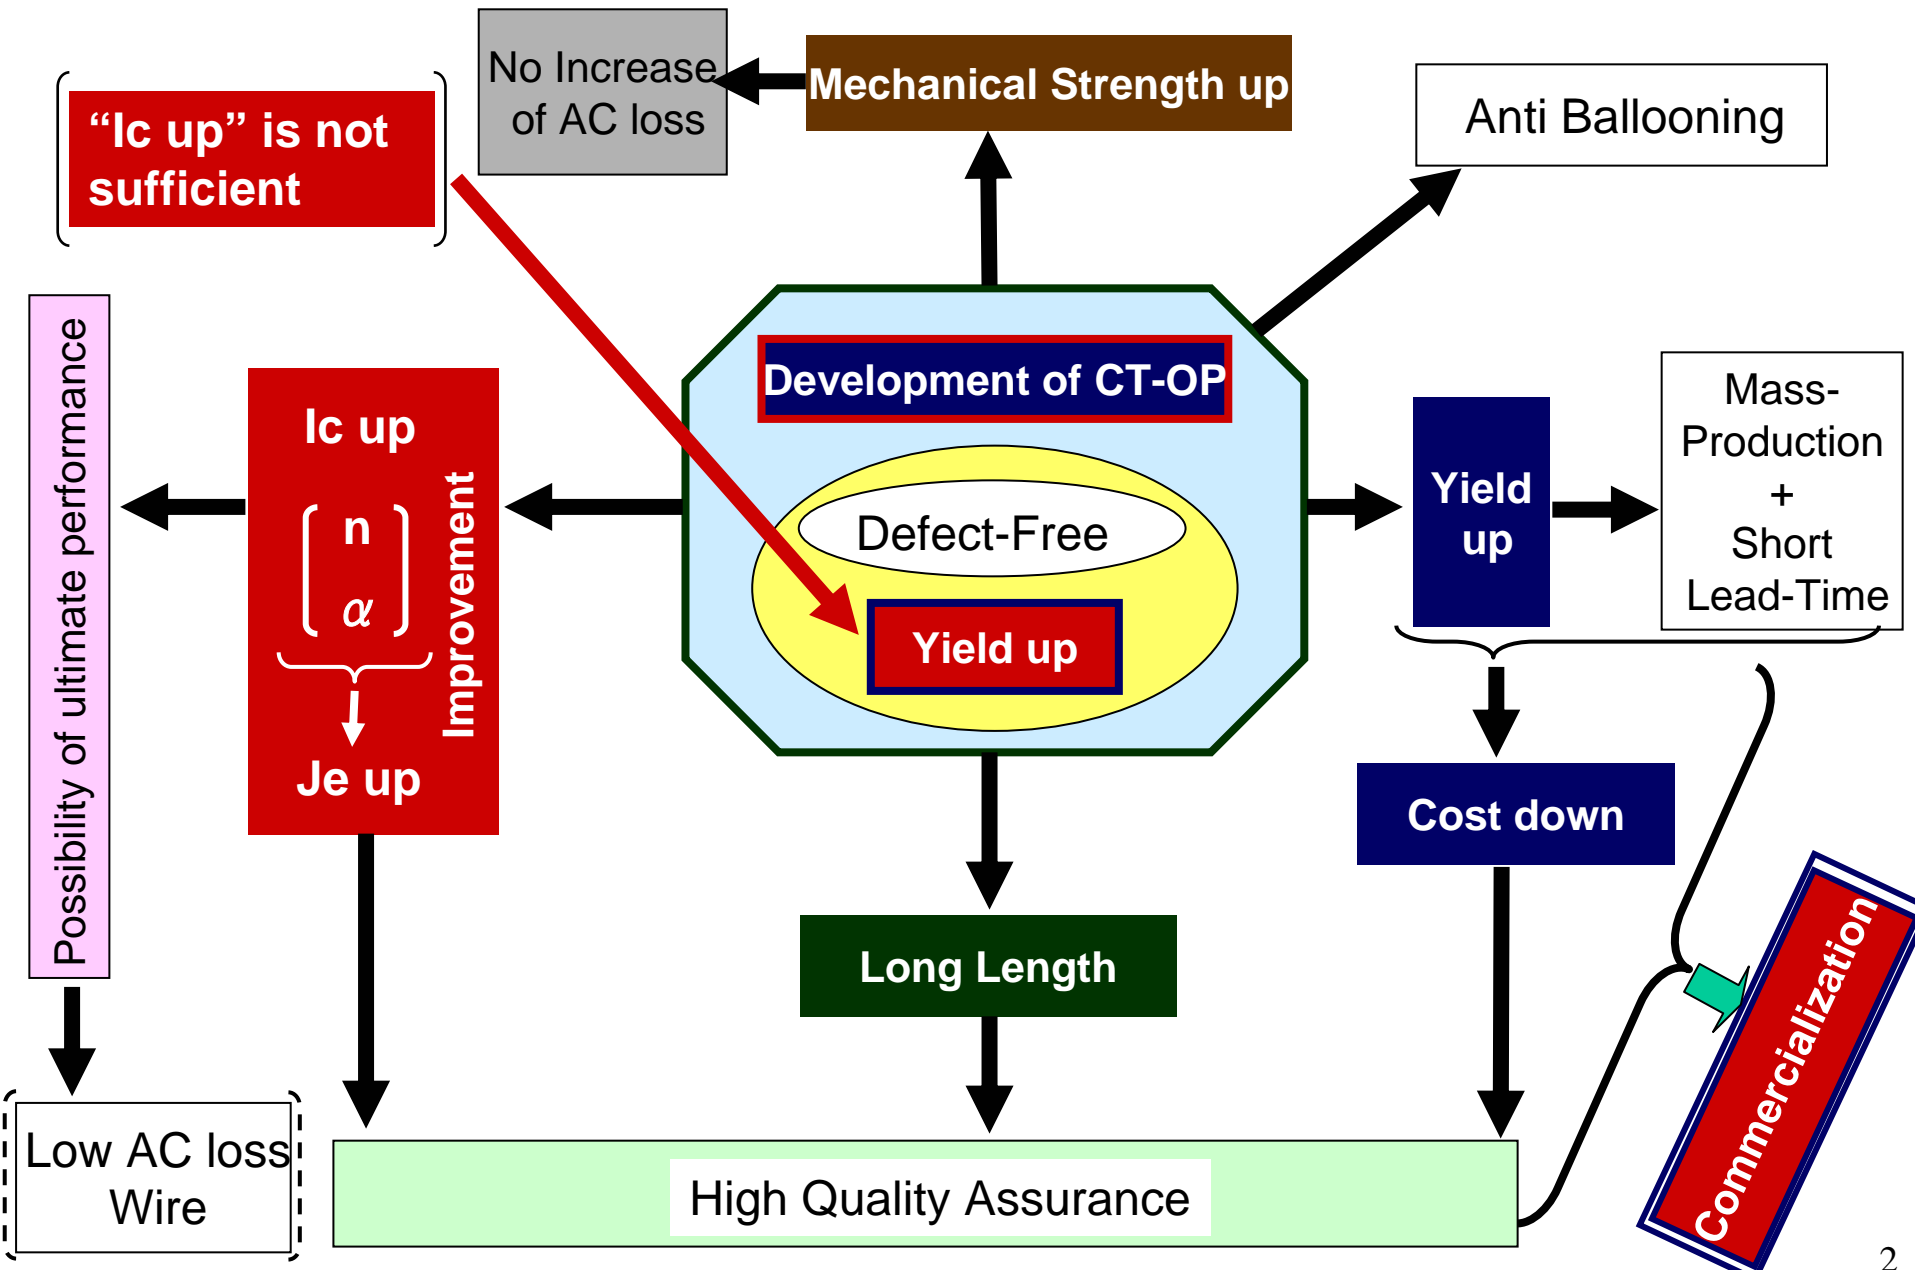 No Increase
of AC loss
Mechanical Strength up
Anti Ballooning
“Ic up” is not
sufficient
Possibility of ultimate performance
Ic up
n
α
Improvement
Je up
Development of CT-OP
Defect-Free
Yield up
Yield
up
Mass-
Production
+
Short
Lead-Time
Cost down
Long Length
Commercialization
Low AC loss
Wire
High Quality Assurance
2